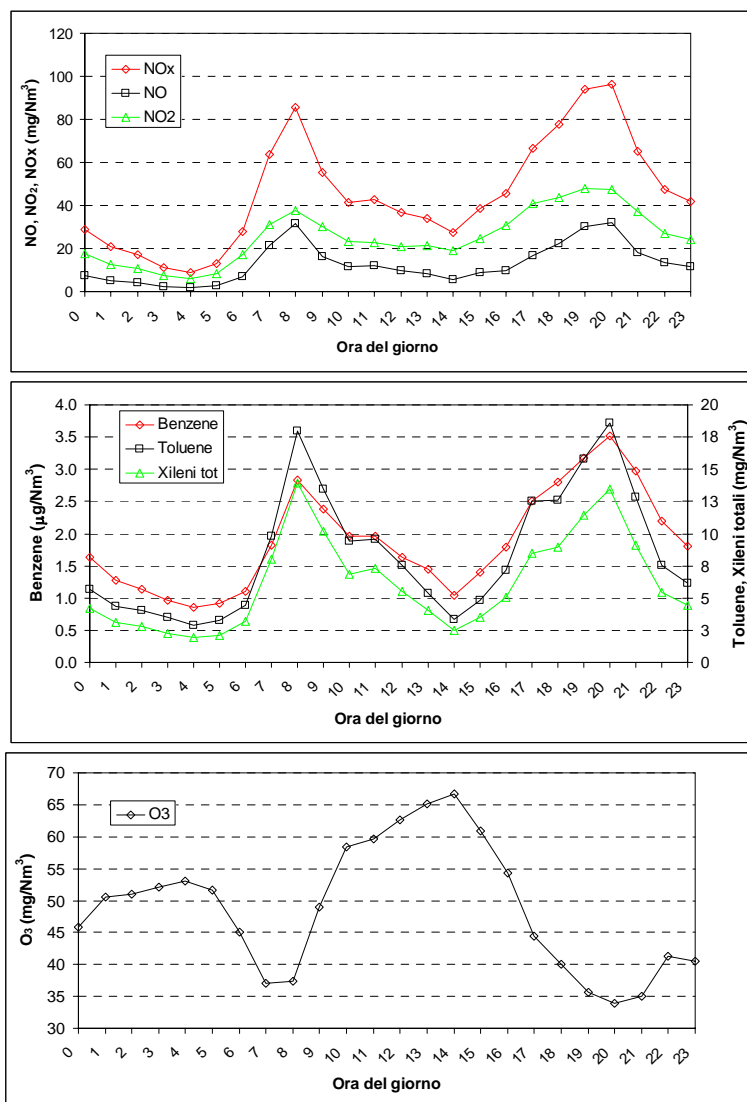 120
100
80
60
40
20
0
NO, NO2, NOx (mg/Nm3)
NOx
NO
NO2
0 1 2 3 4 5 6 7 8 9 10 11 12 13 14 15 16 17 18 19 20 21 22 23
Ora del giorno
4.0
3.5
3.0
2.5
2.0
1.5
1.0
0.5
0.0
Benzene (µg/Nm3)
Benzene
Toluene
Xileni tot
20
18
15
13
10
8
5
3
0
Toluene, Xileni totali (mg/Nm3)
0 1 2 3 4 5 6 7 8 9 10 11 12 13 14 15 16 17 18 19 20 21 22 23
Ora del giorno
70
65
60
55
50
45
40
35
30
O3 (mg/Nm3)
O3
0 1 2 3 4 5 6 7 8 9 10 11 12 13 14 15 16 17 18 19 20 21 22 23
Ora del giorno